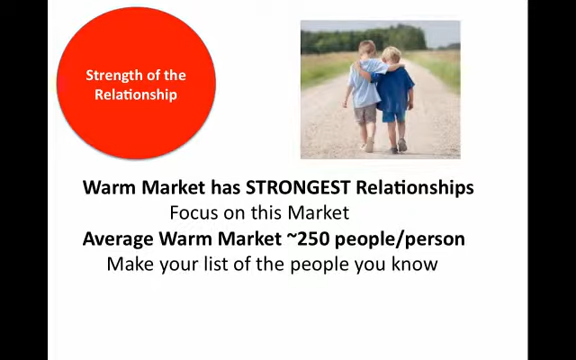 Strength of the
Relationship
Warm Market has STRONGEST Relationships
Focus on this Market
Average Warm Market ~250 people/person
Make your list of the people you know